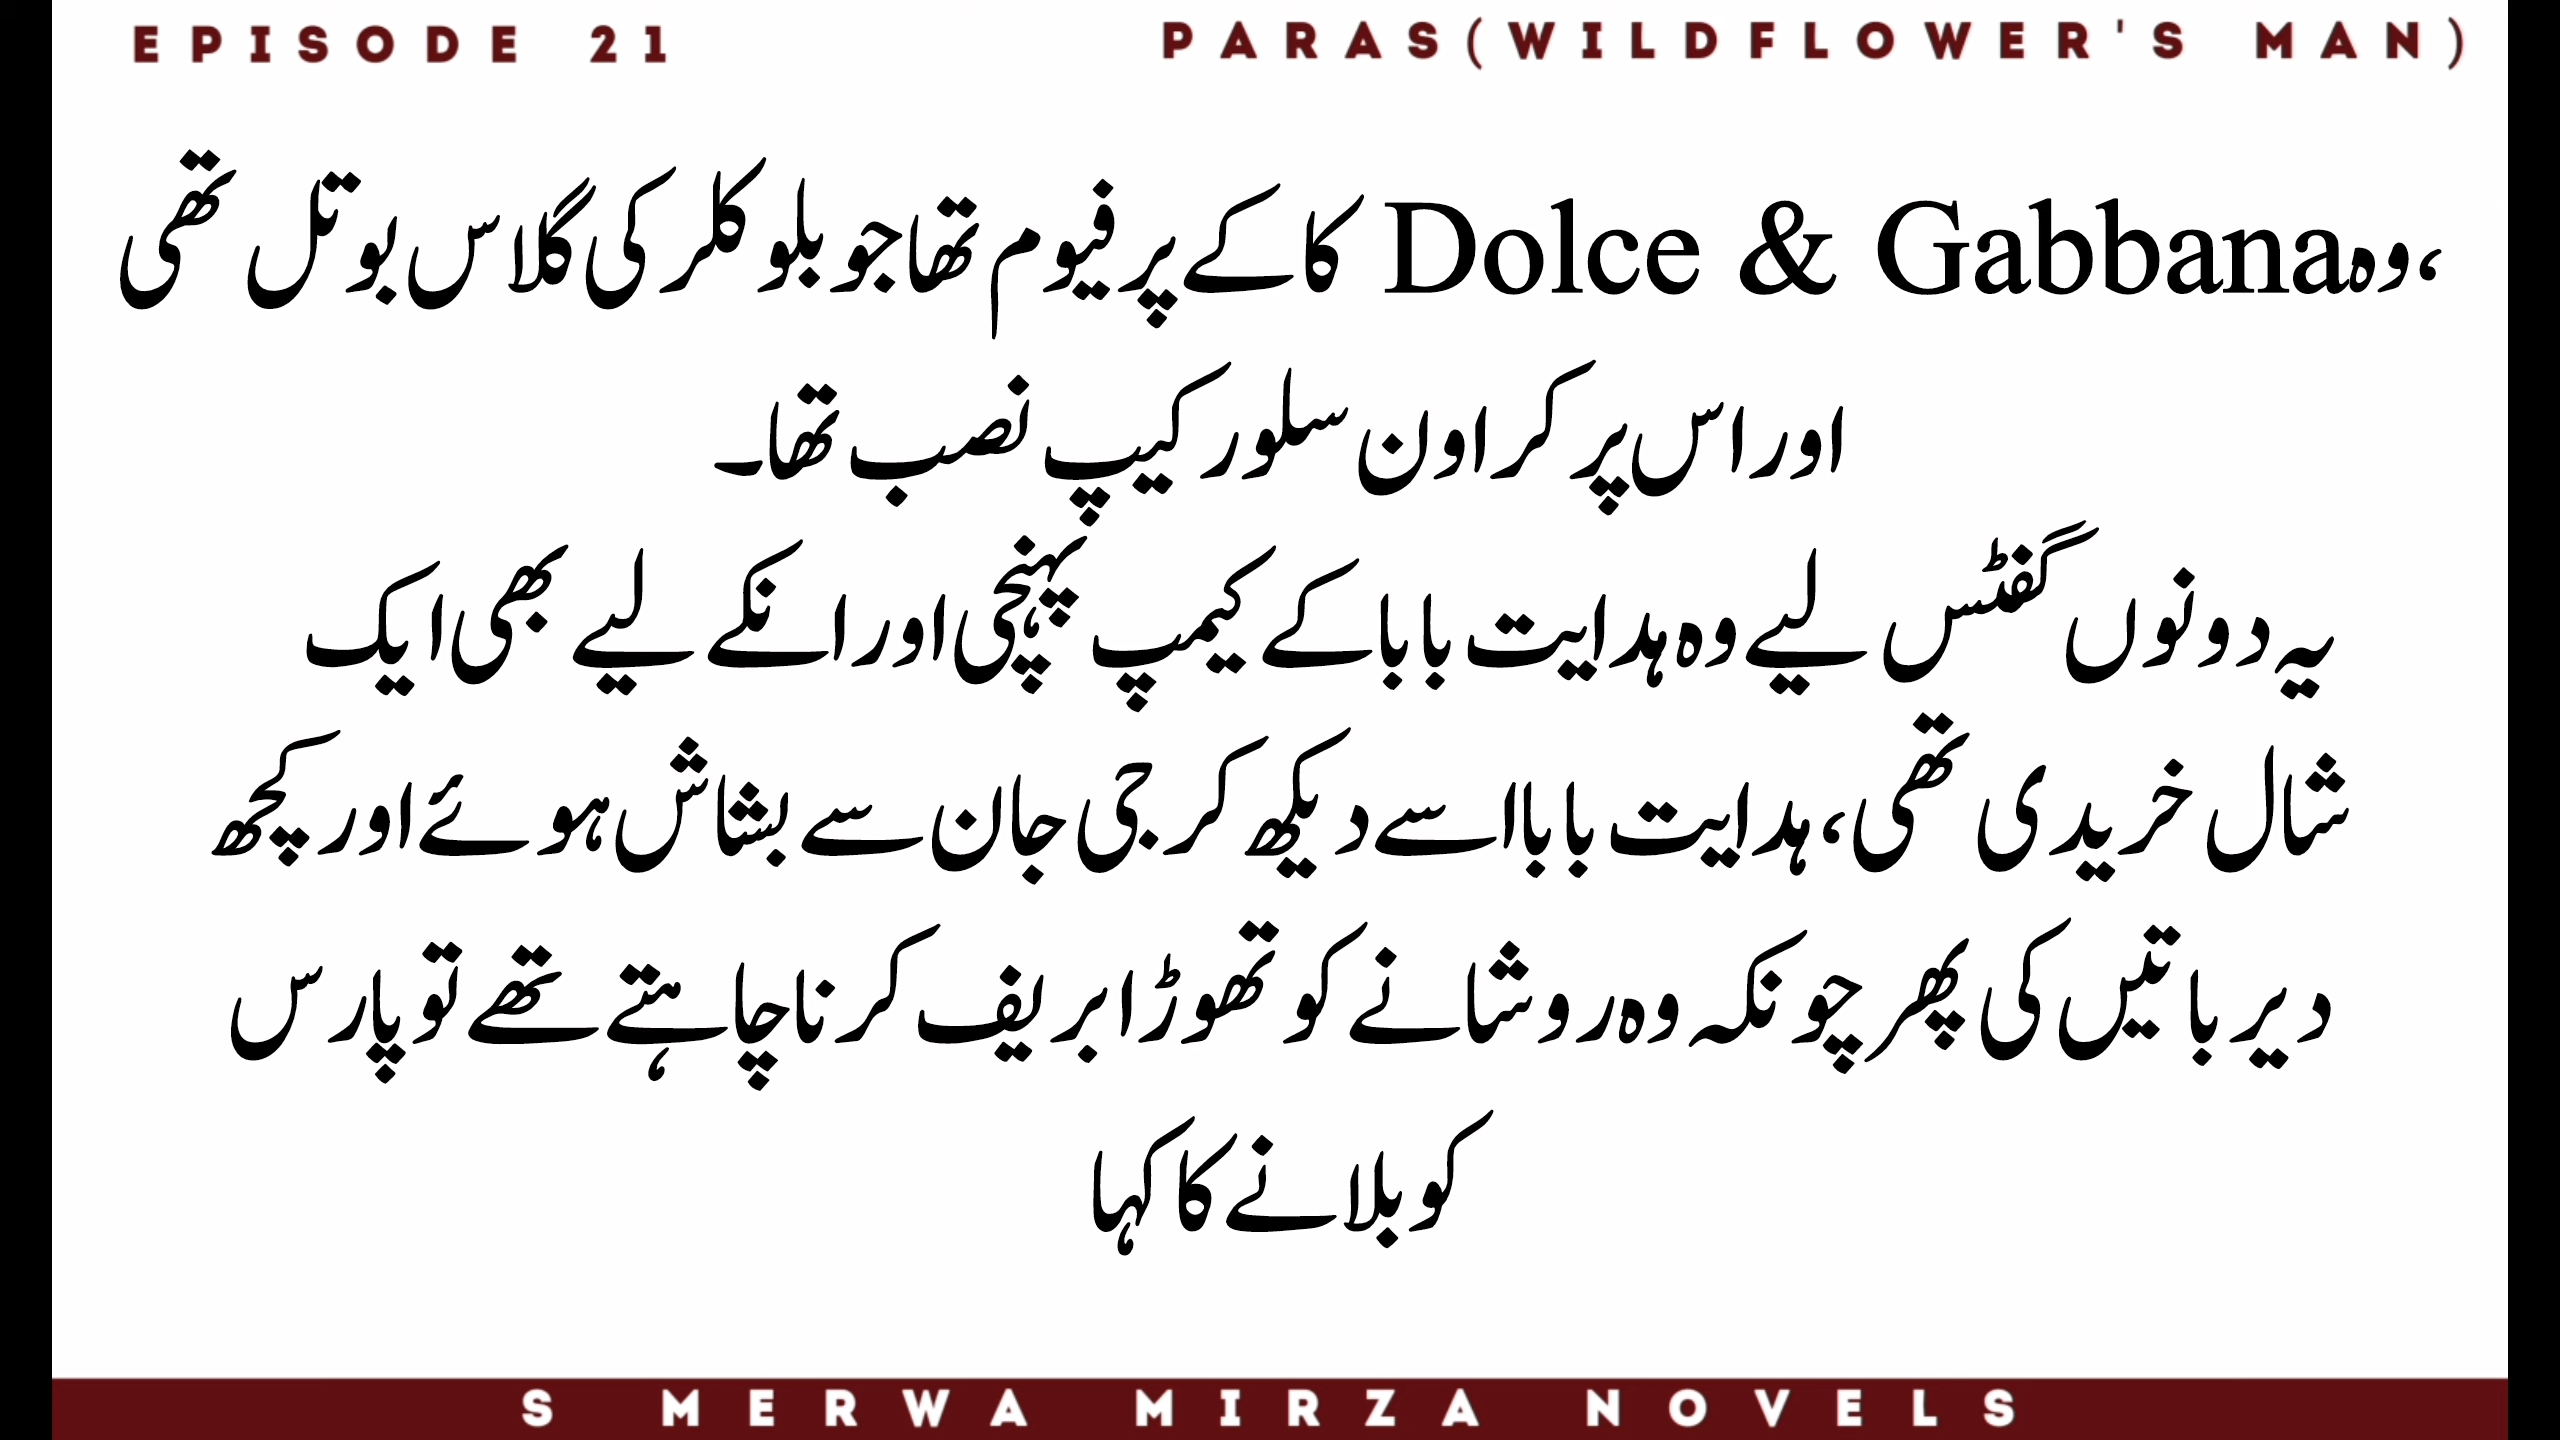 EPISODE 21
PARAS(WILDFLOWER'S MAN)
،وہDolce & Gabbana کا کے پرفیوم تھا جو بلو کلر کی گلاس بوتل تھی
اور اس پر کراون سلور کیپ نصب تھا۔
یہ دونوں گفٹس لیے وہ ہدایت بابا کے کیمپ پہنچی اور انکے لیے بھی ایک
شال خریدی تھی، ہدایت بابا اسے دیکھ کر جی جان سے بشاش ہوئے اور کچھ
دیر باتیں کی پھر چونکہ وہ روشانے کو تھوڑا بریف کرنا چاہتے تھے تو پارس
کو بلانے کا کہا
S MERWA MIRZA NOVELS